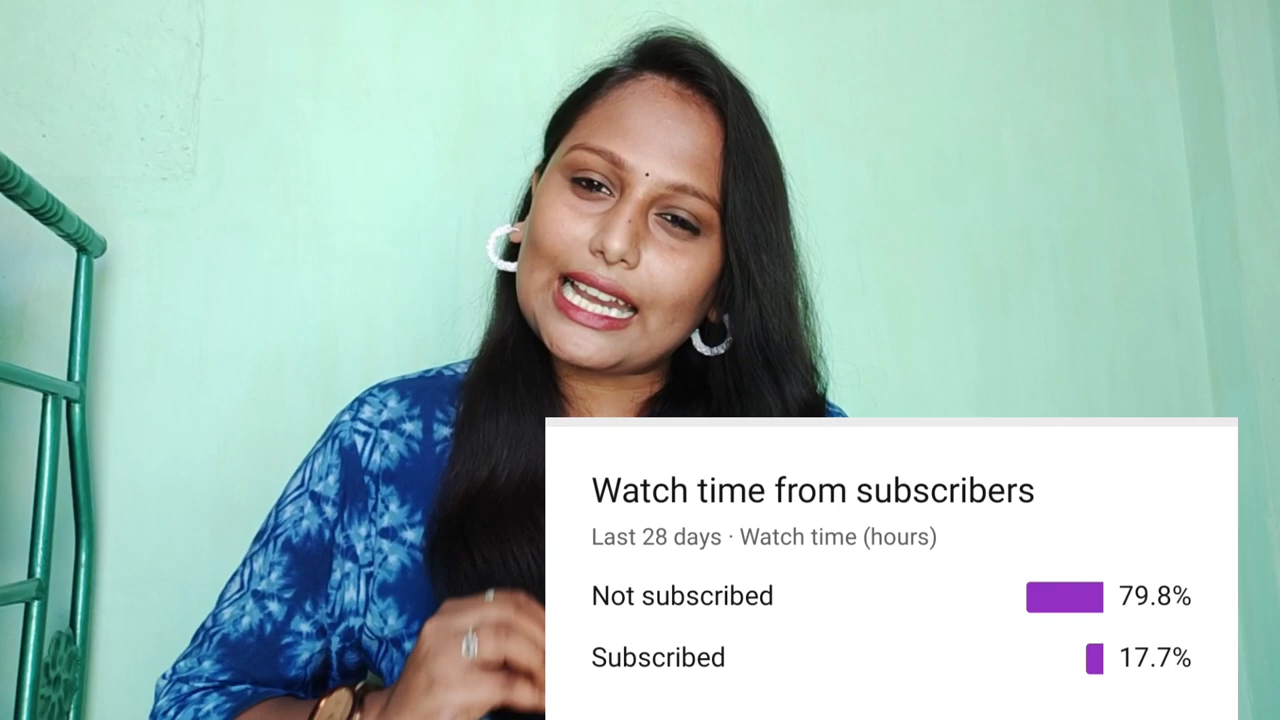 Watch time from subscribers
Last 28 days · Watch time (hours)
Not subscribed 79.8%
Subscribed 17.7%